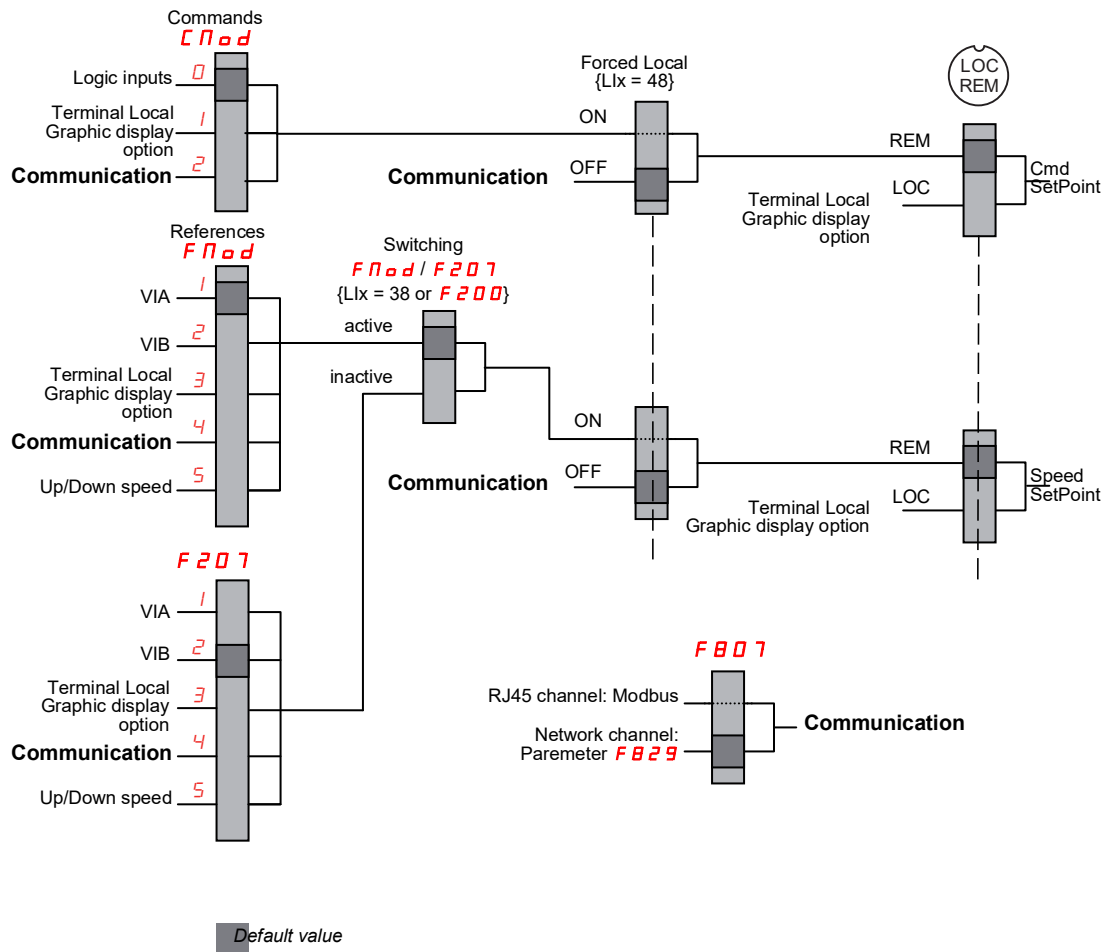 Commands
CMod
Logic inputs
0
Terminal Local
Graphic display
option
1
Communication
2
Forced Local
{LIx = 48}
ON
Communication
OFF
LOC
REM
REM
LOC
Terminal Local
Graphic display
option
Cmd
SetPoint
References
FMod
VIA
1
VIB
2
Terminal Local
Graphic display
option
3
Communication
4
Up/Down speed
5
Switching
FMod / F207
{LIx = 38 or F200}
active
inactive
ON
Communication
OFF
REM
LOC
Terminal Local
Graphic display option
Speed
SetPoint
F207
VIA
1
VIB
2
Terminal Local
Graphic display
option
3
Communication
4
Up/Down speed
5
F807
RJ45 channel: Modbus
Network channel:
Paremeter F829
Communication
Default value